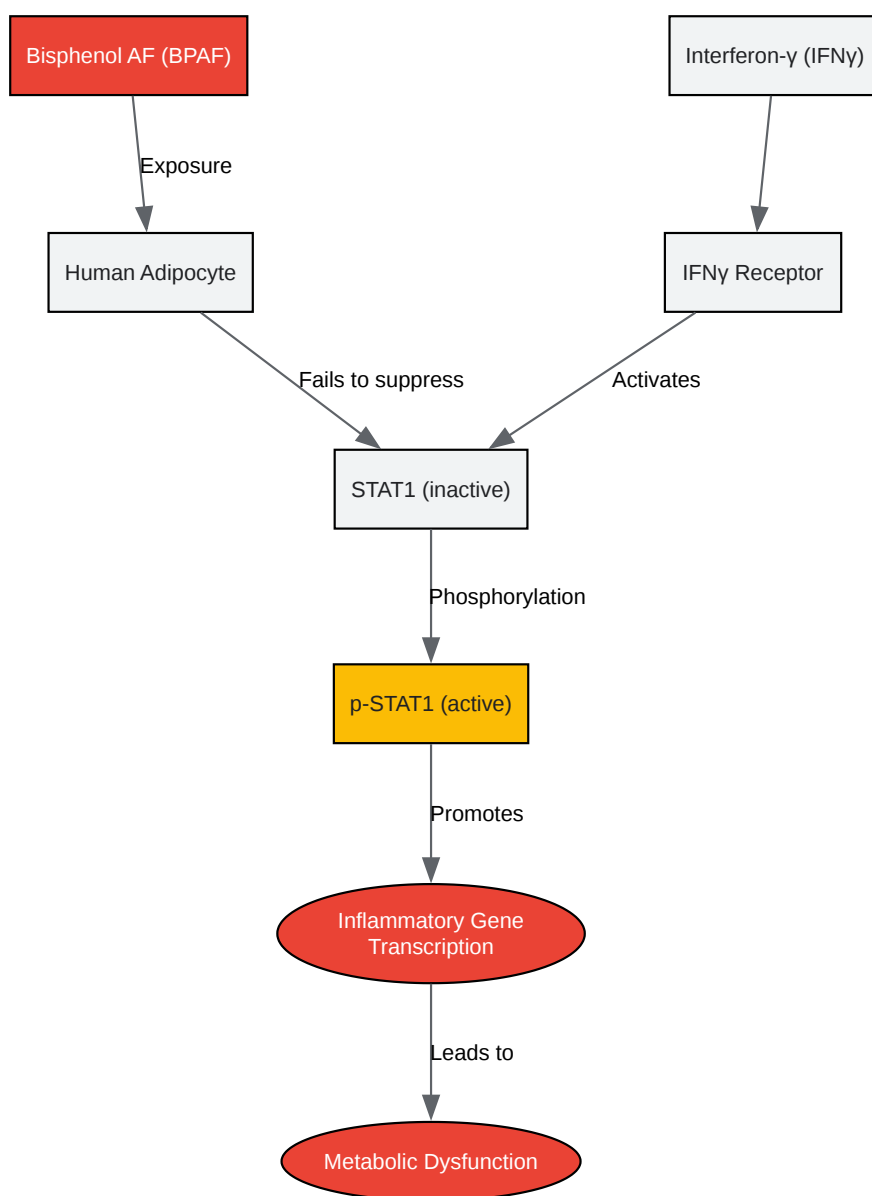 Bisphenol AF (BPAF)
Interferon-γ (IFNγ)
Exposure
Human Adipocyte
IFNγ Receptor
Fails to suppress
Activates
STAT1 (inactive)
Phosphorylation
p-STAT1 (active)
Promotes
Inflammatory Gene
Transcription
Leads to
Metabolic Dysfunction